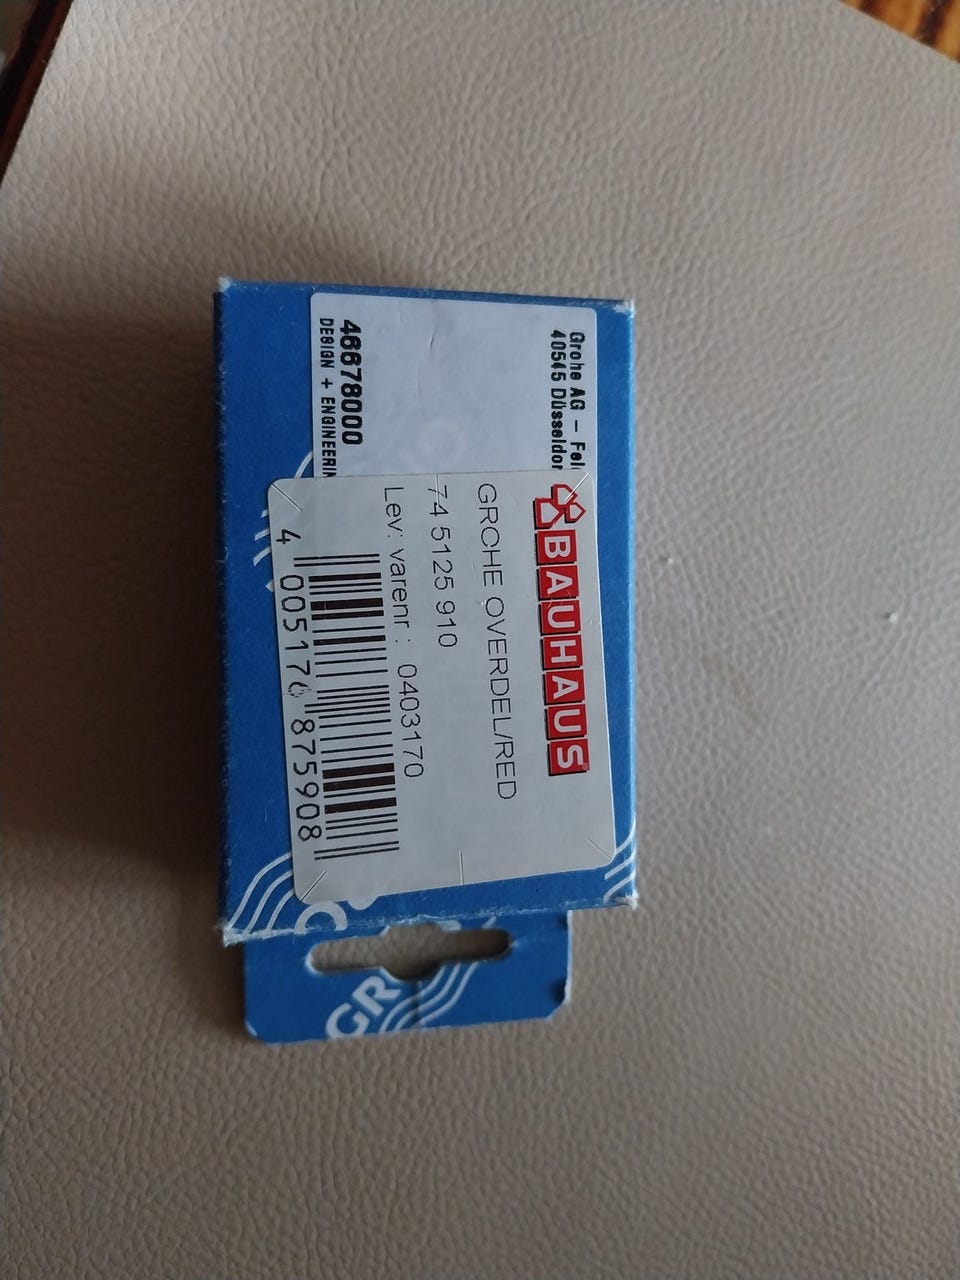 Grohe AG - Fel
40545 Düsseldor
46678000
DESIGN + ENGINEERIN
BAUHAUS
GROHE OVERDEL/RED
74 5125 910
Lev: varenr: 0403170
4 005176 875908
GR